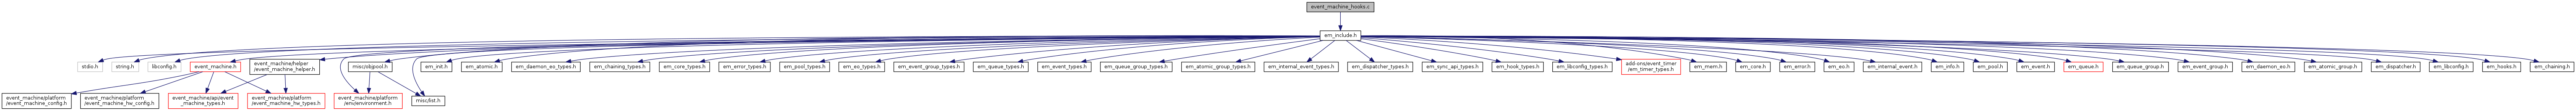 event_machine_hooks.c
em_include.h
stdio.h
string.h
libconfig.h
event_machine.h
event_machine/helper
/event_machine_helper.h
misc/objpool.h
em_init.h
em_atomic.h
em_daemon_eo_types.h
em_chaining_types.h
em_core_types.h
em_error_types.h
em_pool_types.h
em_eo_types.h
em_event_group_types.h
em_queue_types.h
em_event_types.h
em_queue_group_types.h
em_atomic_group_types.h
em_internal_event_types.h
em_dispatcher_types.h
em_sync_api_types.h
em_hook_types.h
em_libconfig_types.h
add-ons/event_timer
/em_timer_types.h
em_mem.h
em_core.h
em_error.h
em_eo.h
em_internal_event.h
em_info.h
em_pool.h
em_event.h
em_queue.h
em_queue_group.h
em_event_group.h
em_daemon_eo.h
em_atomic_group.h
em_dispatcher.h
em_libconfig.h
em_hooks.h
em_chaining.h
event_machine/platform
/event_machine_config.h
event_machine/platform
/event_machine_hw_config.h
event_machine/api/event
_machine_types.h
event_machine/platform
/event_machine_hw_types.h
event_machine/platform
/env/environment.h
misc/list.h